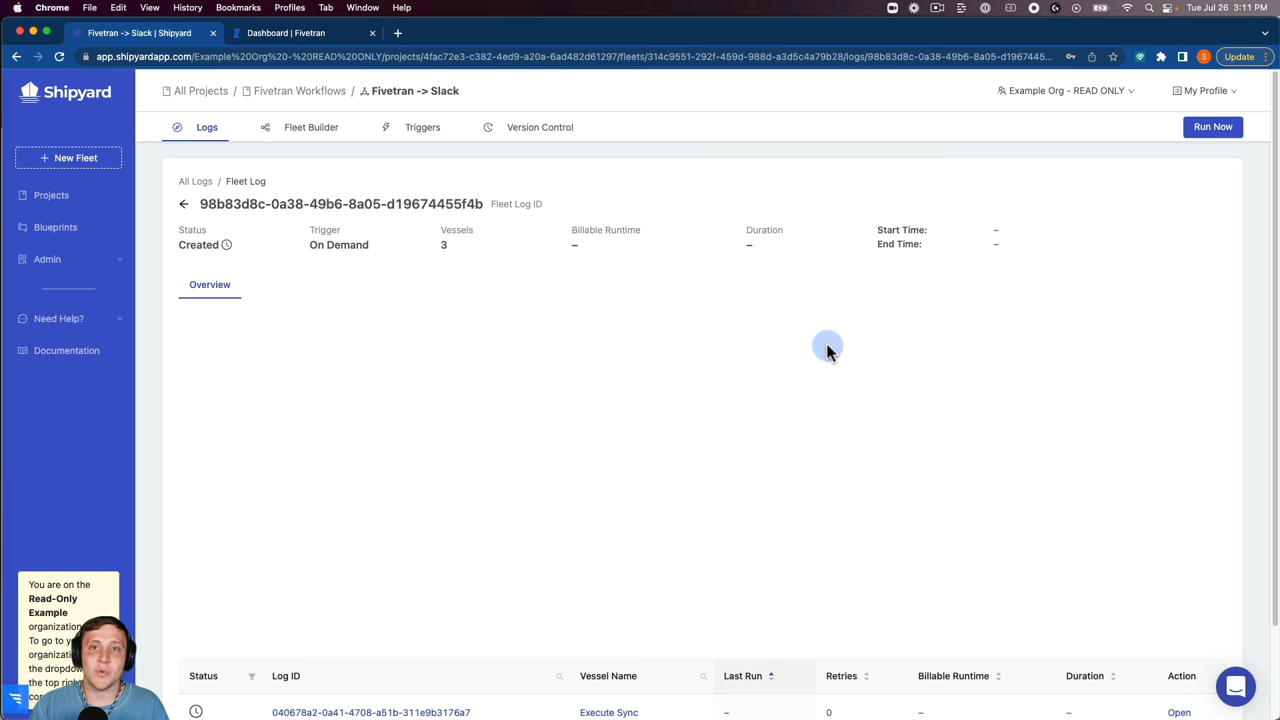 Chrome File Edit View History Bookmarks Profiles Tab Window Help
Tue Jul 26 3:11 PM
Fivetran -> Slack | Shipyard
Dashboard | Fivetran
app.shipyardapp.com/Example%20Org%20-%20READ%20ONLY/projects/4fac72e3-c382-4ed9-a20a-6ad482d61297/fleets/314c9551-292f-459d-988d-a3d5c4a79b28/logs/98b83d8c-0a38-49b6-8a05-d1967445...
S
Update
Shipyard
All Projects / Fivetran Workflows / Fivetran -> Slack
Example Org - READ ONLY
My Profile
Logs
Fleet Builder
Triggers
Version Control
Run Now
+ New Fleet
Projects
Blueprints
Admin
Need Help?
Documentation
All Logs / Fleet Log
98b83d8c-0a38-49b6-8a05-d19674455f4b Fleet Log ID
Status Trigger Vessels Billable Runtime Duration Start Time: –
Created On Demand 3 – – End Time: –
Overview
You are on the
Read-Only
Example
organization
To go to y
organizatio
the dropdow
the top righ
co
Status Log ID Vessel Name Last Run Retries Billable Runtime Duration Action
040678a2-0a41-4708-a51b-311e9b3176a7 Execute Sync – 0 – – Open